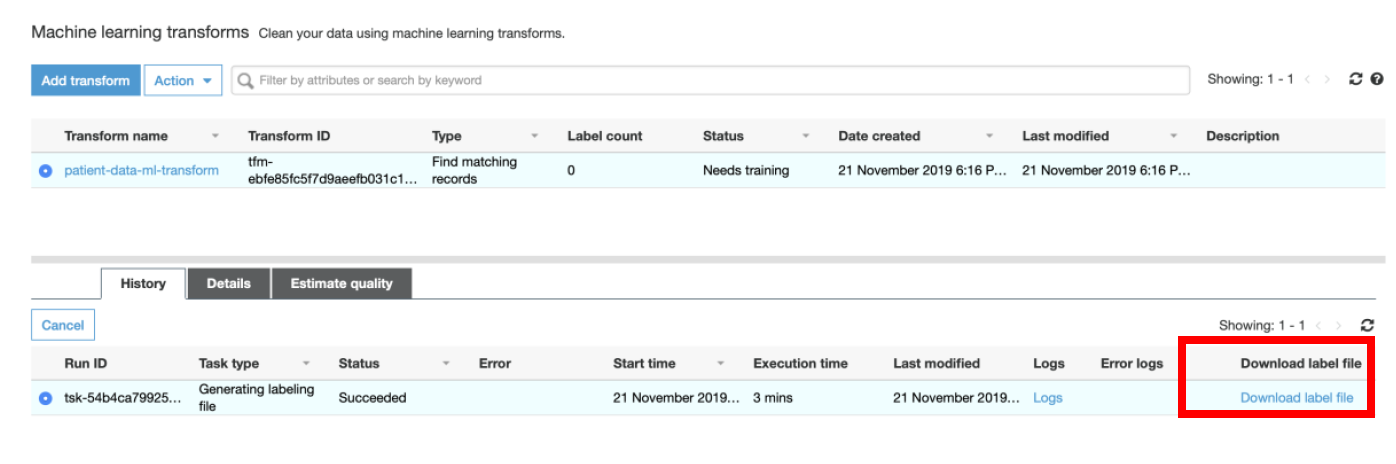 Machine learning transforms Clean your data using machine learning transforms.
Add transform Action Filter by attributes or search by keyword Showing: 1 - 1
Transform name Transform ID Type Label count Status Date created Last modified Description
patient-data-ml-transform tfm-ebfe85fc5f7d9aeefb031c1... Find matching records 0 Needs training 21 November 2019 6:16 P... 21 November 2019 6:16 P...
History Details Estimate quality
Cancel Showing: 1 - 1
Run ID Task type Status Error Start time Execution time Last modified Logs Error logs Download label file
tsk-54b4ca79925... Generating labeling file Succeeded 21 November 2019... 3 mins 21 November 2019... Logs Download label file